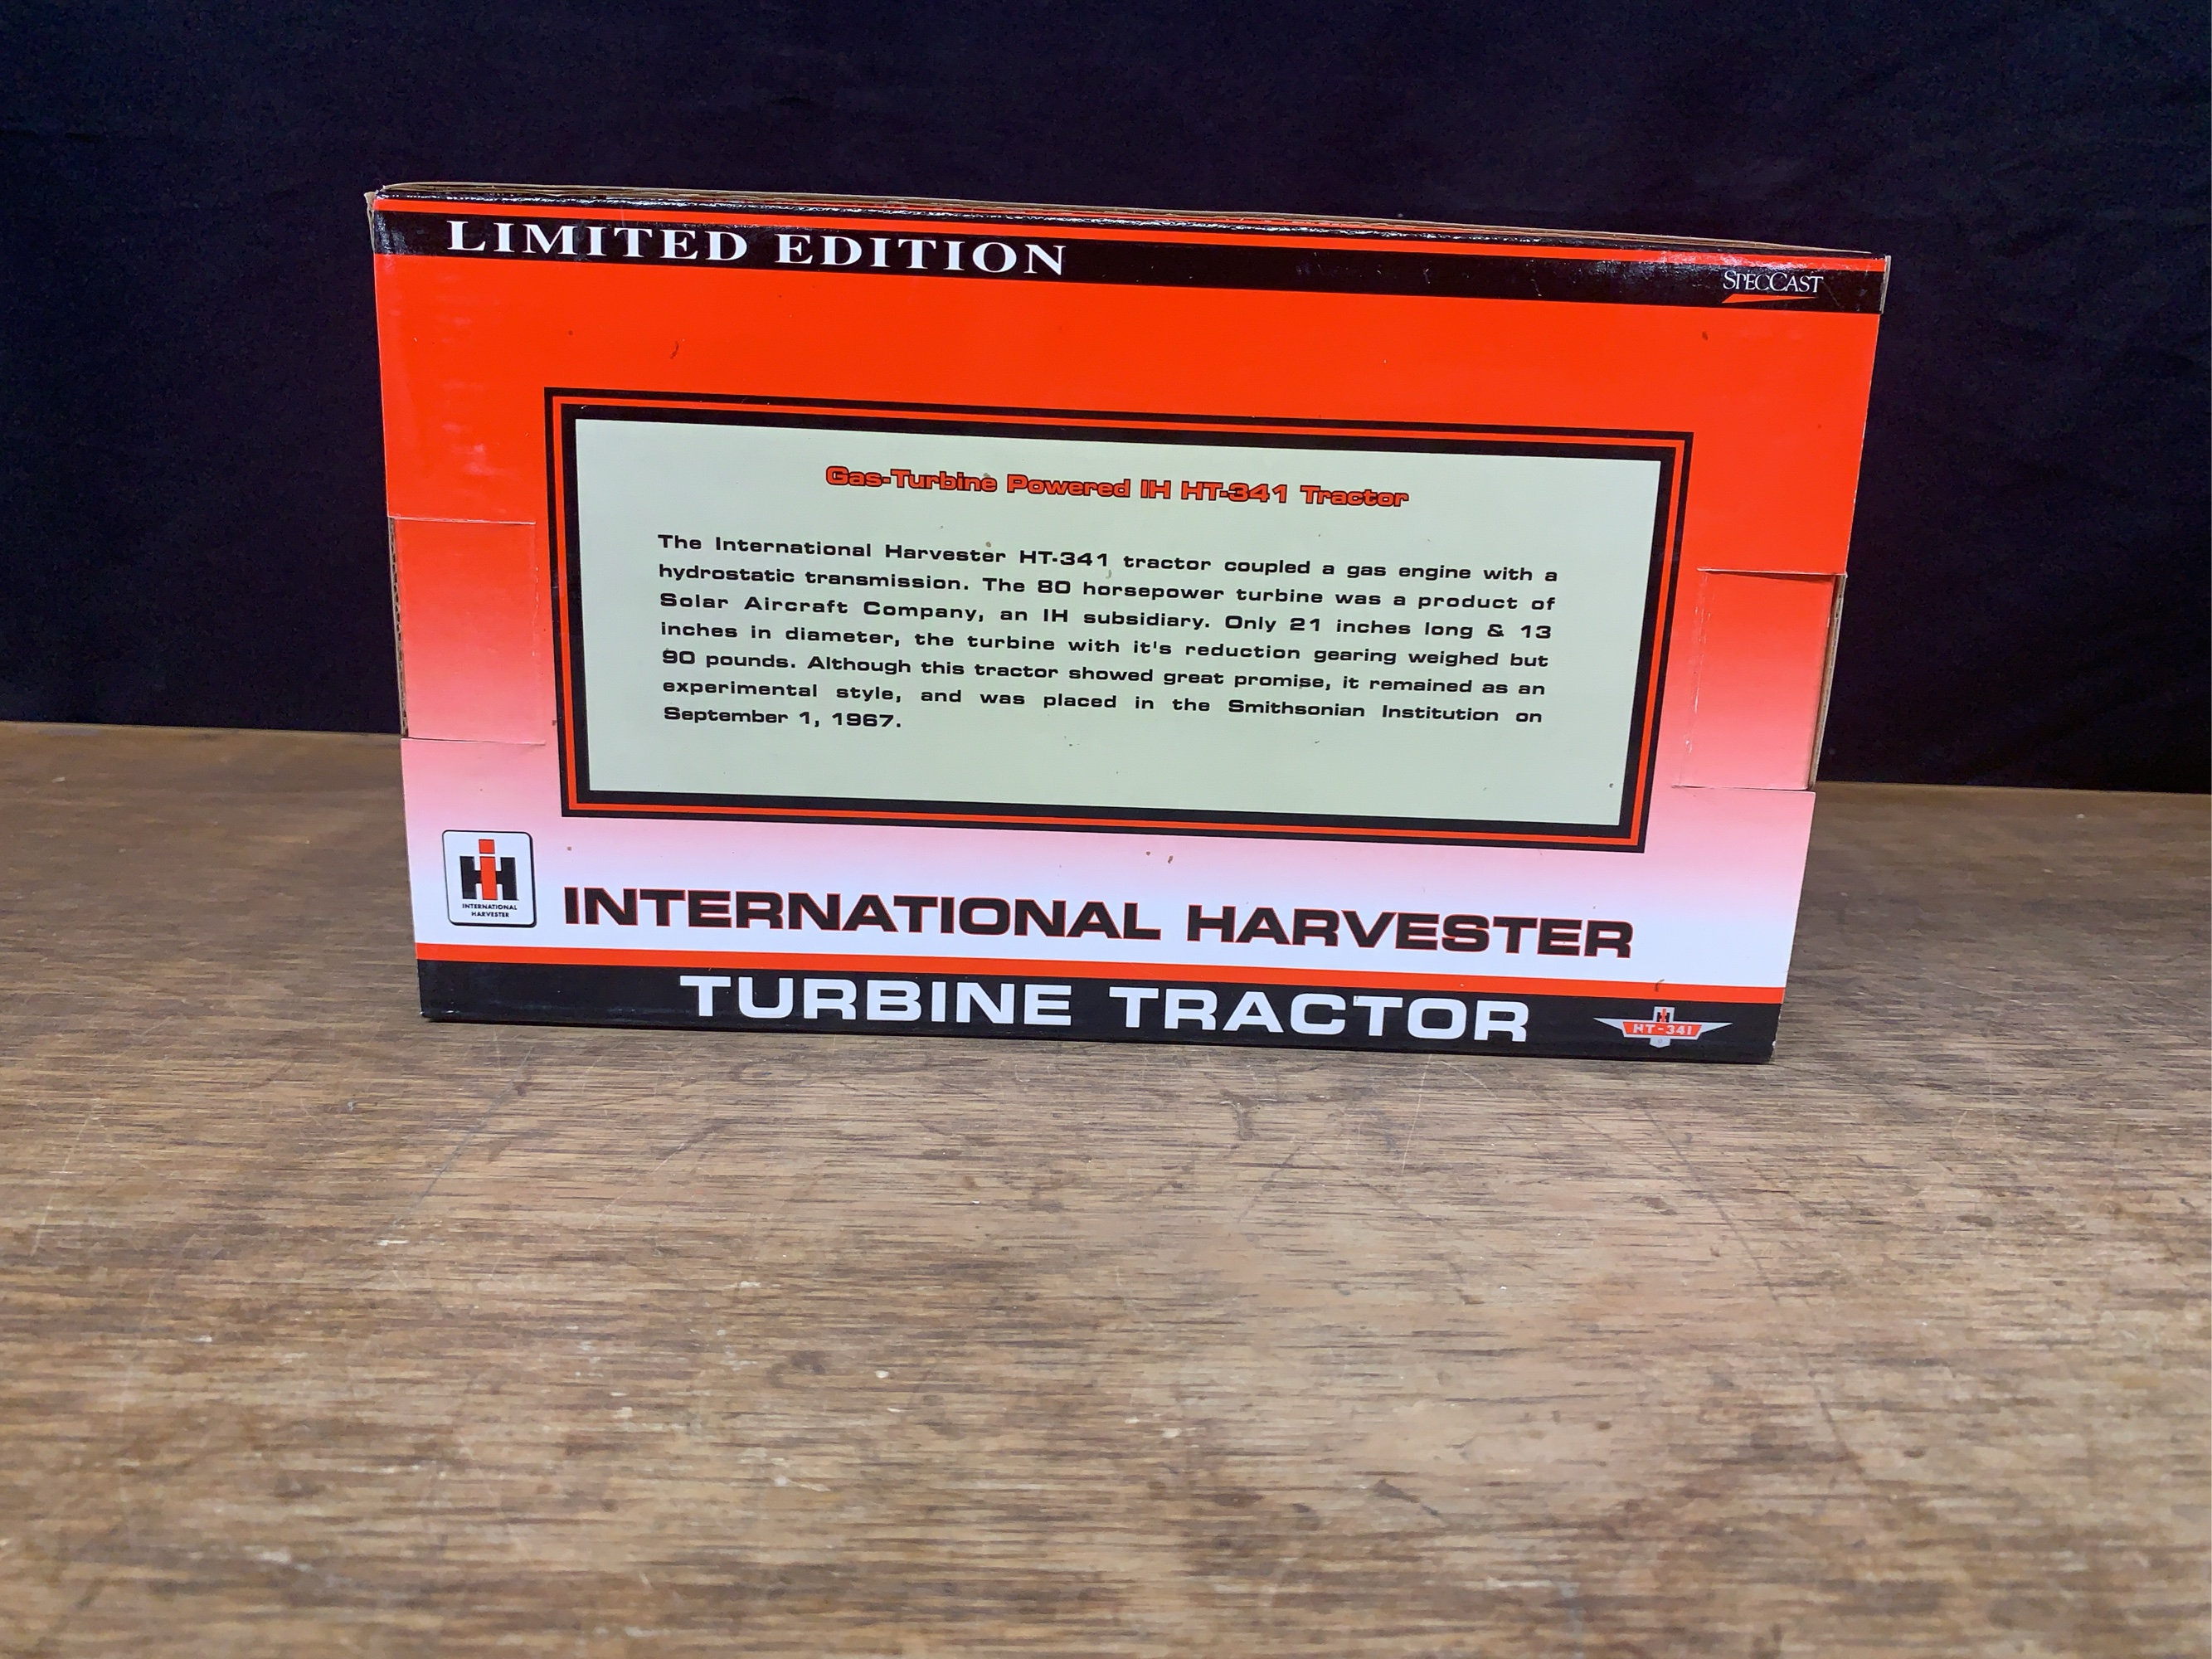 LIMITED EDITION
SPECCAST
Gas-Turbine Powered IH HT-341 Tractor
The International Harvester HT-341 tractor coupled a gas engine with a
hydrostatic transmission. The 80 horsepower turbine was a product of
Solar Aircraft Company, an IH subsidiary. Only 21 inches long & 13
inches in diameter, the turbine with it's reduction gearing weighed but
90 pounds. Although this tractor showed great promise, it remained as an
experimental style, and was placed in the Smithsonian Institution on
September 1, 1967.
IH
INTERNATIONAL
HARVESTER
INTERNATIONAL HARVESTER
TURBINE TRACTOR
IH
HT-341